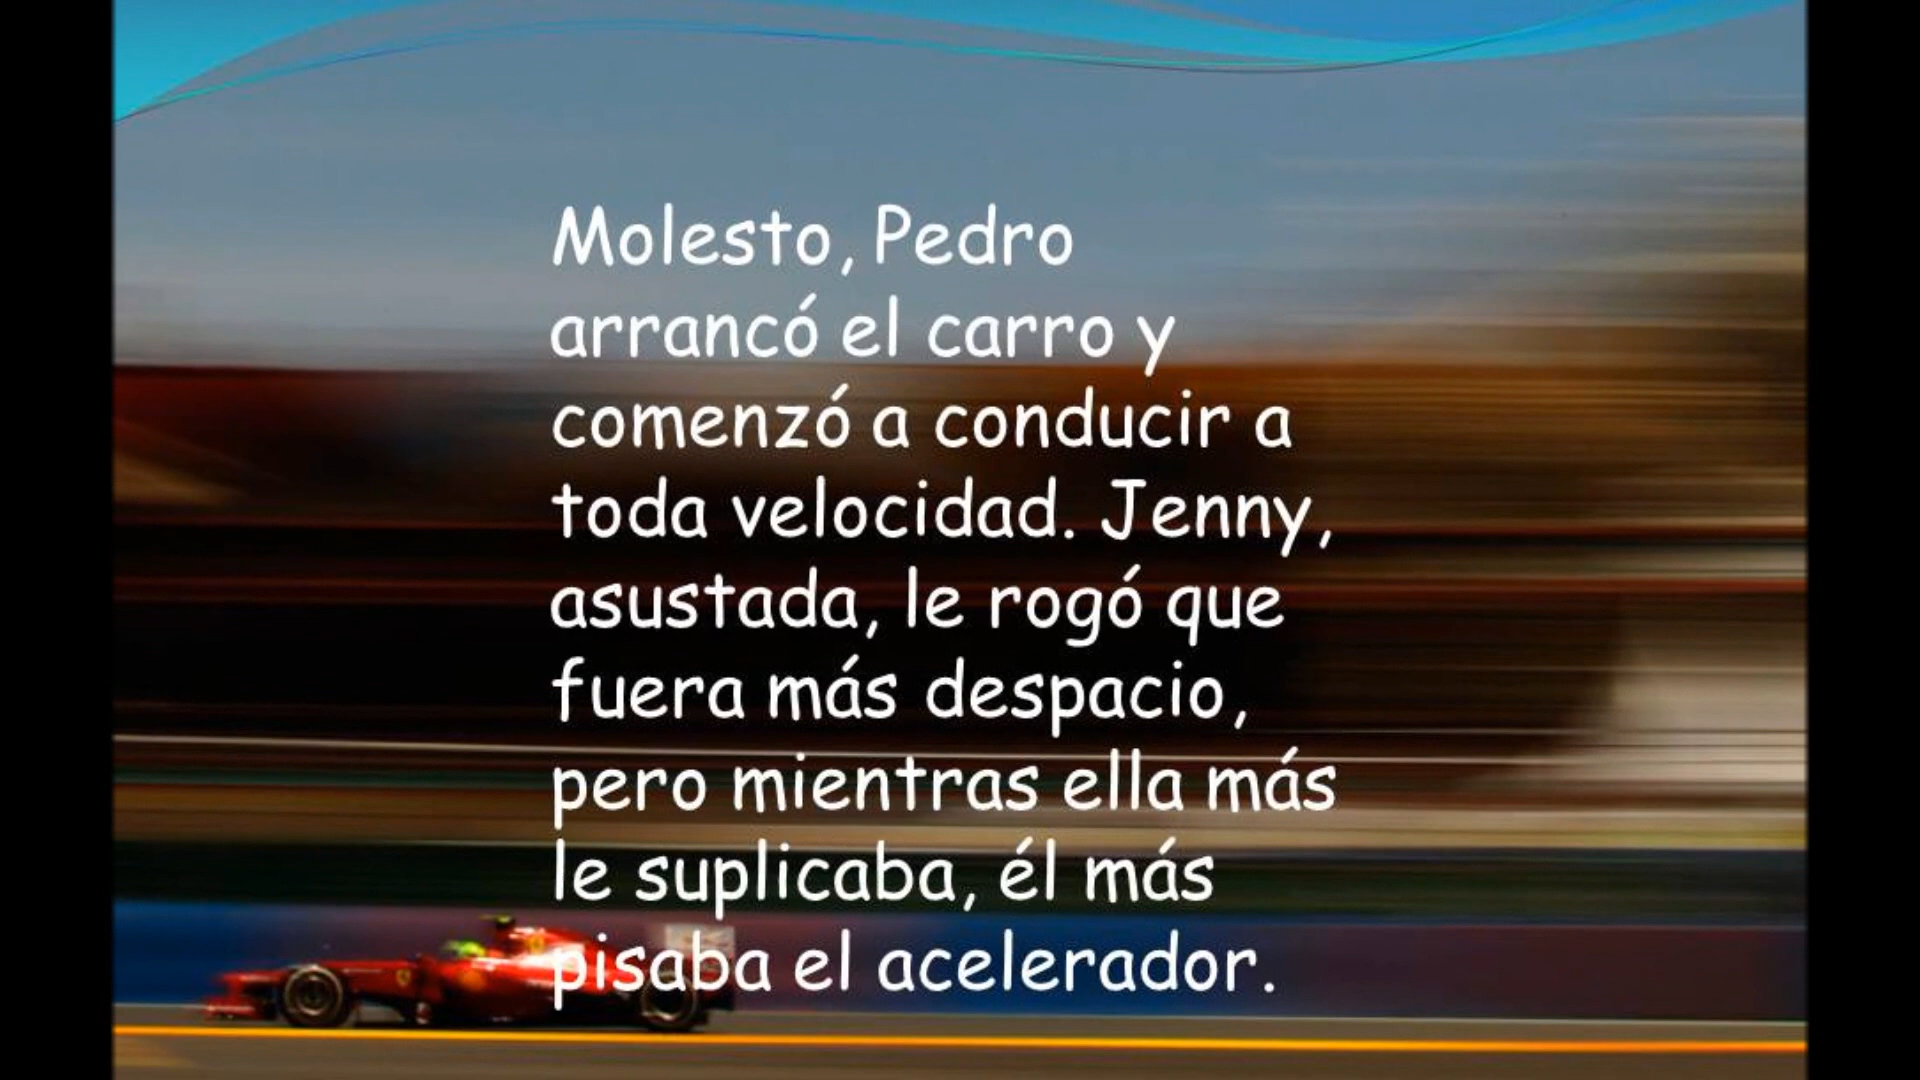 Molesto, Pedro
arrancó el carro y
comenzó a conducir a
toda velocidad. Jenny,
asustada, le rogó que
fuera más despacio,
pero mientras ella más
le suplicaba, él más
pisaba el acelerador.